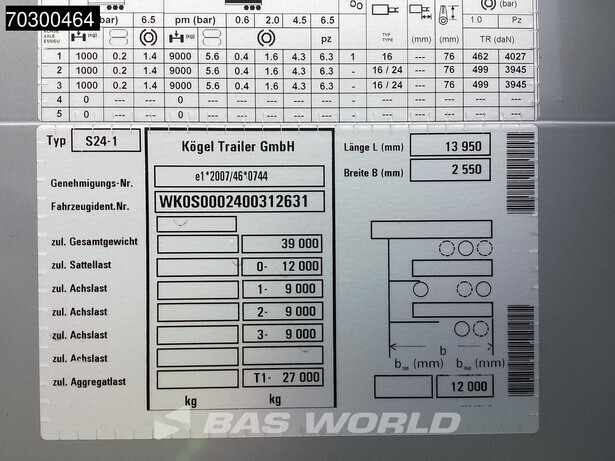 70300464
(bar) 6.5 pm (bar) 0.6 2.0 4.5 6.5 1.0 Pz
ACHSE AXLE ESSIEU (kg) (kg) pz TYP TYPE (mm) (mm) TR (daN)
1 1000 0.2 1.4 9000 5.6 0.4 1.6 4.3 6.3 1 16 --- 76 462 4027
2 1000 0.2 1.4 9000 5.6 0.4 1.6 4.3 6.3 - 16 / 24 --- 76 499 3945
3 1000 0.2 1.4 9000 5.6 0.4 1.6 4.3 6.3 - 16 / 24 --- 76 499 3945
4 0 --- --- 0 --- --- --- --- --- - --- --- --- --- ---
5 0 --- --- 0 --- --- --- --- --- - --- --- --- --- ---
Typ S24-1 Kögel Trailer GmbH Länge L (mm) 13 950
Breite B (mm) 2 550
Genehmigungs-Nr. e1*2007/46*0744
Fahrzeugident.Nr. WK0S0002400312631
zul. Gesamtgewicht 39 000
zul. Sattellast 0- 12 000
zul. Achslast 1- 9 000
zul. Achslast 2- 9 000
zul. Achslast 3- 9 000
zul. Achslast
zul. Aggregatlast T1- 27 000
kg kg
b
b (mm) b (mm)
12 000
BAS WORLD